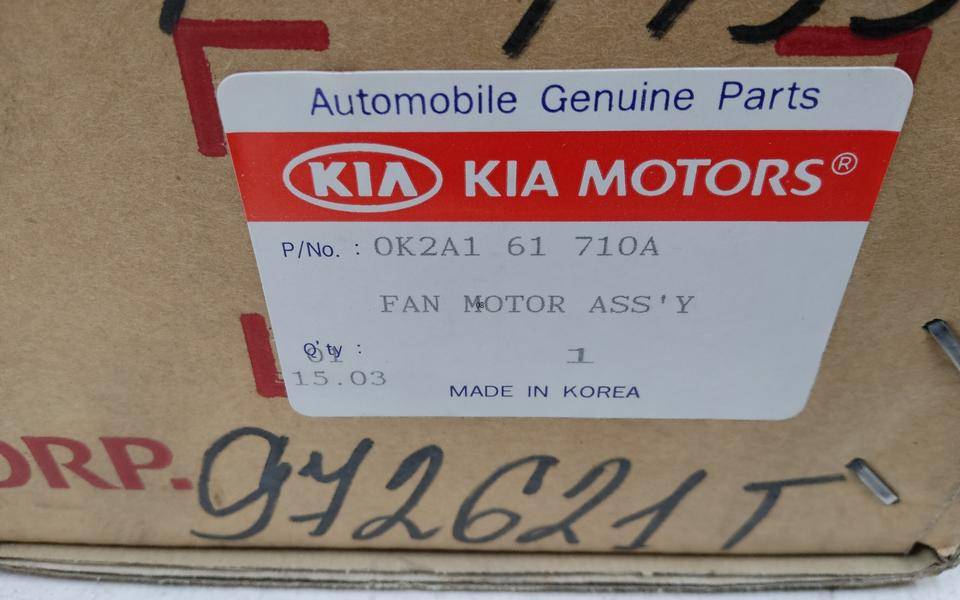 Automobile Genuine Parts
KIA KIA MOTORS®
P/No. : 0K2A1 61 710A
FAN MOTOR ASS'Y
Q'ty : 1
15.03
MADE IN KOREA
ORP.
972621T